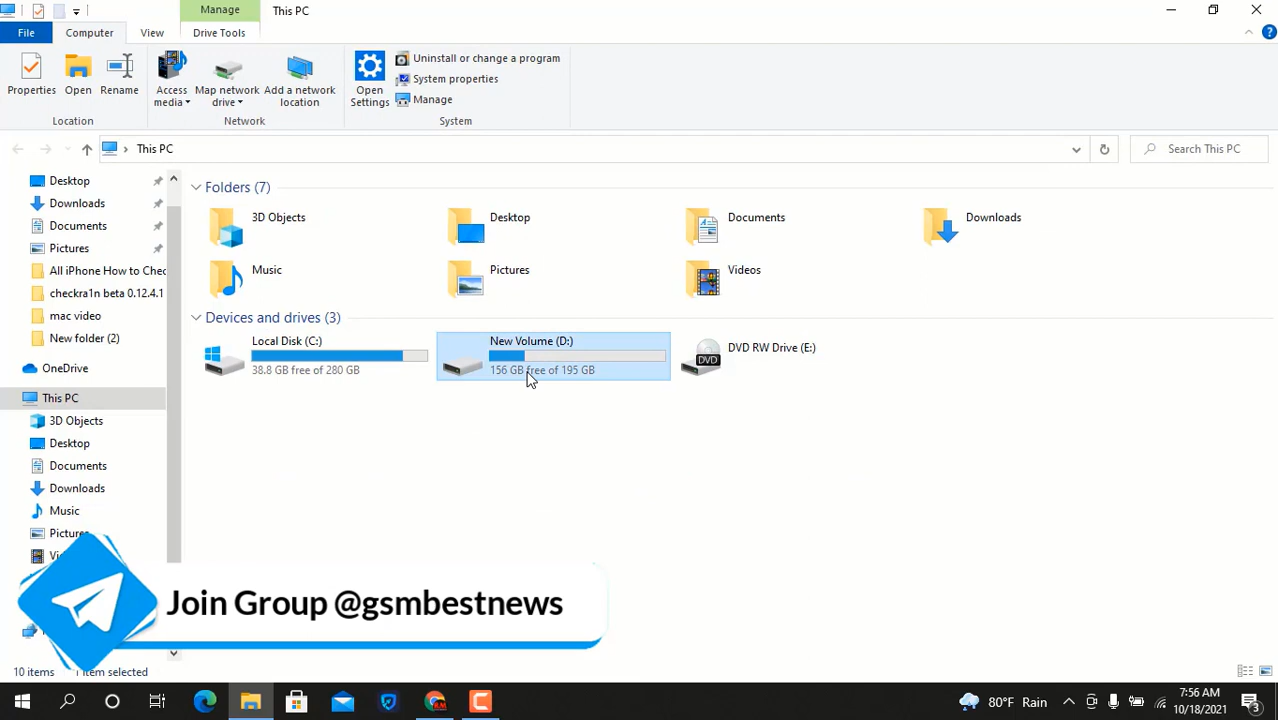 Manage
This PC
File
Computer
View
Drive Tools
Properties
Open
Rename
Access media
Map network drive
Add a network location
Open Settings
Uninstall or change a program
System properties
Manage
Location
Network
System
This PC
Search This PC
Desktop
Downloads
Documents
Pictures
All iPhone How to Chec
checkra1n beta 0.12.4.1
mac video
New folder (2)
OneDrive
This PC
3D Objects
Desktop
Documents
Downloads
Music
Pictures
Folders (7)
3D Objects
Desktop
Documents
Downloads
Music
Pictures
Videos
Devices and drives (3)
Local Disk (C:)
38.8 GB free of 280 GB
New Volume (D:)
156 GB free of 195 GB
DVD RW Drive (E:)
DVD
Join Group @gsmbestnews
10 items
1 item selected
80°F Rain
7:56 AM
10/18/2021
3